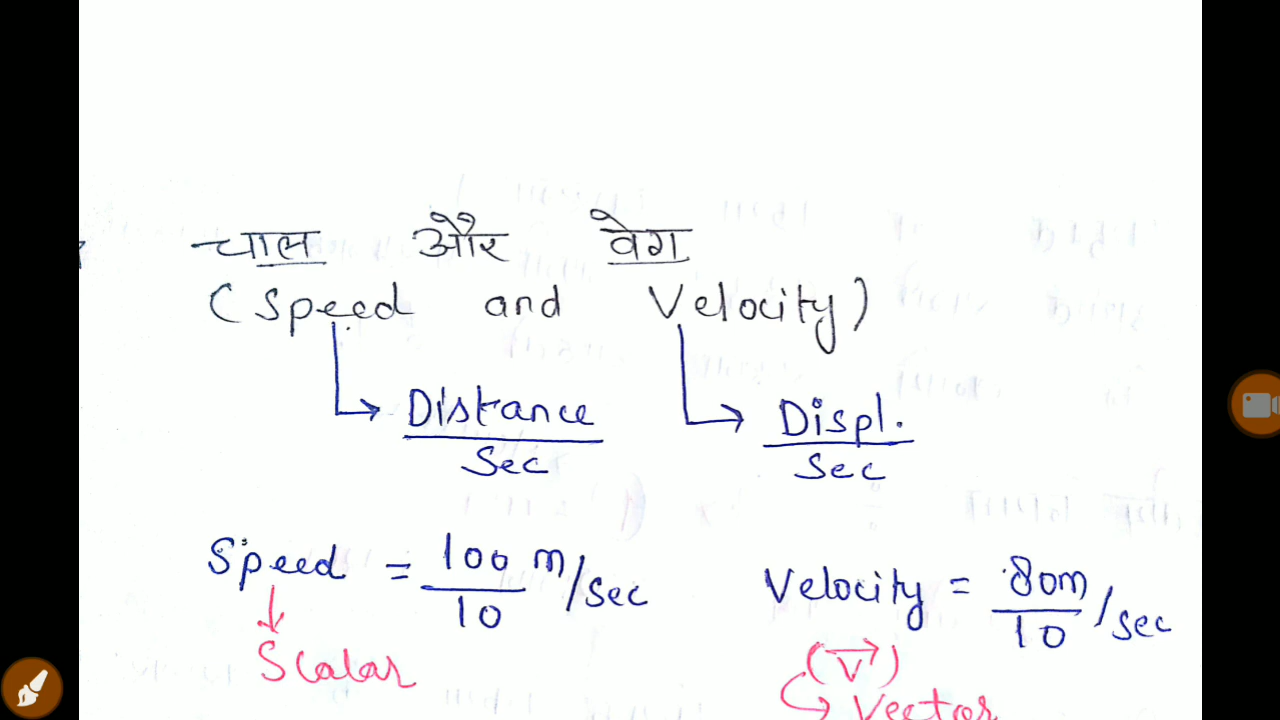 चाल और वेग
(Speed and Velocity)
Distance/Sec Displ./Sec
Speed = 100/10 m/sec
Velocity = 80m/10 /sec
Scalar
(V)
Vector